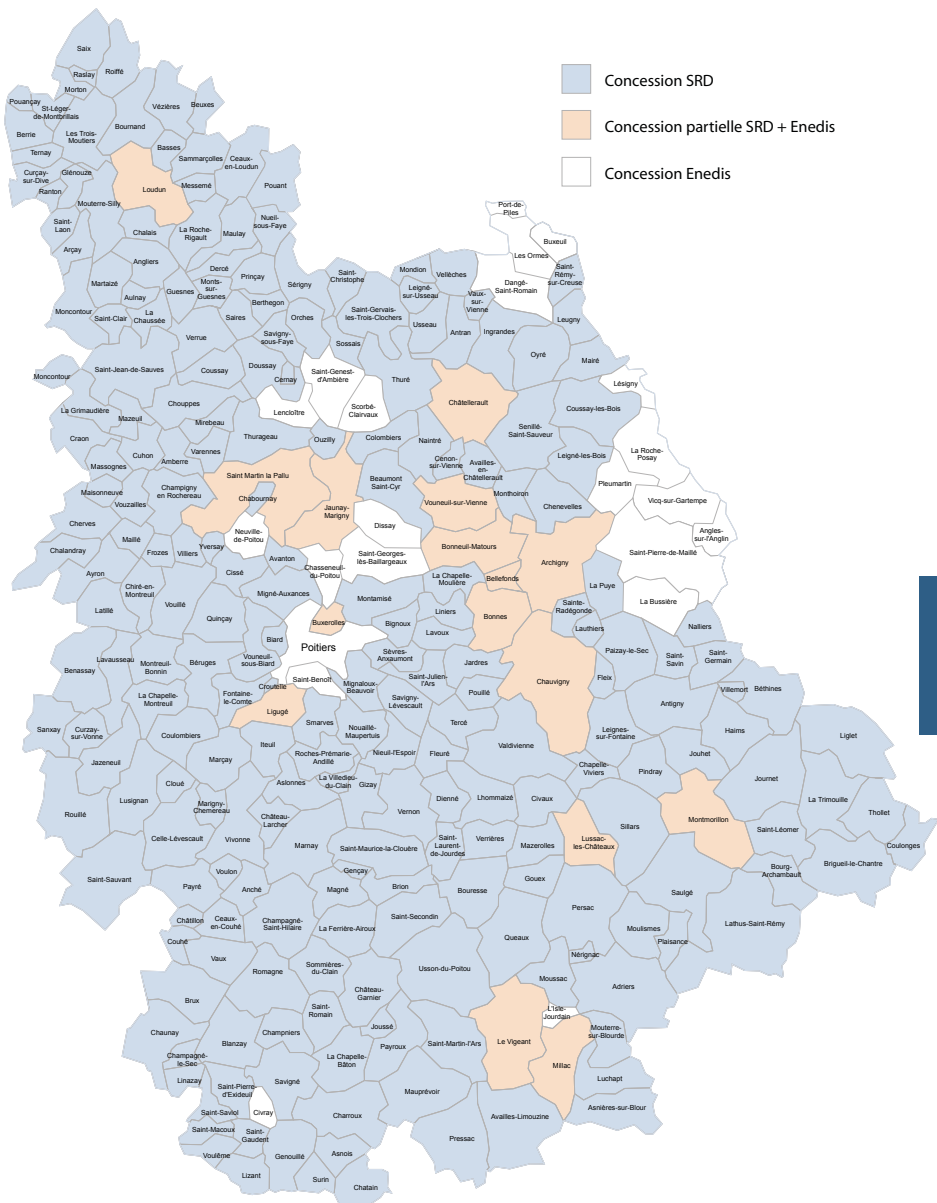 Concession SRD
Concession partielle SRD + Enedis
Concession Enedis
Saix
Raslay
Roiffé
Morton
Pouançay
St-Léger-
de-Montbrillais
Vézières
Beuxes
Berrie
Les Trois-
Moutiers
Bournand
Ternay
Basses
Sammarçolles
Ceaux-
en-Loudun
Curçay-
sur-Dive
Glénouze
Ranton
Loudun
Messemé
Pouant
Mouterre-Silly
Saint-
Laon
Chalais
La Roche-
Rigault
Maulay
Nueil-
sous-Faye
Arçay
Angliers
Dercé
Martaizé
Aulnay
Guesnes
Monts-
sur-
Guesnes
Prinçay
Sérigny
Berthegon
Moncontour
Saint-Clair
La
Chaussée
Saires
Orches
Verrue
Savigny-
sous-Faye
Saint-
Christophe
Mondion
Vellèches
Leigné-
sur-Usseau
Saint-Gervais-
les-Trois-Clochers
Usseau
Vaux-
sur-
Vienne
Antran
Ingrandes
Port-de-
Piles
Buxeuil
Les Ormes
Dangé-
Saint-Romain
Saint-
Rémy-
sur-Creuse
Leugny
Sossais
Oyré
Mairé
Moncontour
Saint-Jean-de-Sauves
Coussay
Doussay
Cernay
Saint-Genest-
d'Ambière
Thuré
Châtellerault
Lésigny
La Grimaudière
Mazeuil
Chouppes
Mirebeau
Lencloître
Scorbé-
Clairvaux
Coussay-les-Bois
Craon
Cuhon
Amberre
Varennes
Thurageau
Ouzilly
Colombiers
Naintré
Senillé-
Saint-Sauveur
Massognes
Cenon-
sur-Vienne
Availles-
en-
Châtellerault
Leigné-les-Bois
La Roche-
Posay
Maisonneuve
Vouzailles
Champigny
en Rochereau
Saint Martin la Pallu
Chabournay
Beaumont
Saint-Cyr
Pleumartin
Jaunay-
Marigny
Vouneuil-sur-Vienne
Monthoiron
Chenevelles
Vicq-sur-Gartempe
Cherves
Maillé
Frozes
Villiers
Yversay
Neuville-
de-Poitou
Dissay
Angles-
sur-l'Anglin
Chalandray
Avanton
Saint-Georges-
lès-Baillargeaux
Bonneuil-Matours
Archigny
Saint-Pierre-de-Maillé
Ayron
Chiré-en-
Montreuil
Vouillé
Cissé
Chasseneuil-
du-Poitou
Bellefonds
La Puye
Latillé
Migné-Auxances
Montamisé
La Chapelle-
Moulière
La Bussière
Quinçay
Buxerolles
Bignoux
Liniers
Bonnes
Sainte-
Radégonde
Lauthiers
Nalliers
Biard
Poitiers
Lavoux
Paizay-le-Sec
Saint-
Savin
Saint-
Germain
Benassay
Lavausseau
Montreuil-
Bonnin
Béruges
Vouneuil-
sous-Biard
Sèvres-
Anxaumont
Jardres
Chauvigny
Fleix
Villemort
Béthines
La Chapelle-
Montreuil
Fontaine-
le-Comte
Croutelle
Saint-Benoît
Mignaloux-
Beauvoir
Saint-Julien-
l'Ars
Pouillé
Antigny
Sanxay
Curzay-
sur-Vonne
Coulombiers
Ligugé
Smarves
Savigny-
Lévescault
Tercé
Leignes-
sur-Fontaine
Haims
Liglet
Nouaillé-
Maupertuis
Jazeneuil
Marçay
Iteuil
Roches-Prémarie-
Andillé
Nieuil-l'Espoir
Fleuré
Valdivienne
Chapelle-
Viviers
Pindray
Jouhet
Journet
Cloué
Aslonnes
La Villedieu-
du-Clain
Gizay
Rouillé
Lusignan
Marigny-
Chemereau
Château-
Larcher
Vernon
Dienné
Lhommaizé
Civaux
La Trimouille
Thollet
Celle-Lévescault
Vivonne
Marnay
Saint-Maurice-la-Clouère
Saint-
Laurent-
de-Jourdes
Verrières
Mazerolles
Lussac-
les-Châteaux
Sillars
Montmorillon
Saint-Léomer
Coulonges
Voulon
Gençay
Bourg-
Archambault
Brigueil-le-Chantre
Saint-Sauvant
Payré
Anché
Magné
Brion
Bouresse
Gouex
Saulgé
Châtillon
Ceaux-
en-Couhé
Champagné-
Saint-Hilaire
La Ferrière-Airoux
Saint-Secondin
Persac
Moulismes
Lathus-Saint-Rémy
Couhé
Queaux
Plaisance
Vaux
Romagne
Sommières-
du-Clain
Usson-du-Poitou
Nérignac
Moussac
Adriers
Brux
Château-
Garnier
Saint-
Romain
L'Isle-
Jourdain
Chaunay
Champniers
Joussé
Mouterre-
sur-Blourde
Blanzay
Payroux
Saint-Martin-l'Ars
Le Vigeant
Champagné-
le-Sec
La Chapelle-
Bâton
Millac
Linazay
Saint-Pierre-
d'Exideuil
Savigné
Mauprévoir
Luchapt
Saint-Saviol
Civray
Charroux
Availles-Limouzine
Asnières-sur-Blour
Saint-Macoux
Saint-
Gaudent
Pressac
Voulême
Genouillé
Asnois
Lizant
Surin
Chatain